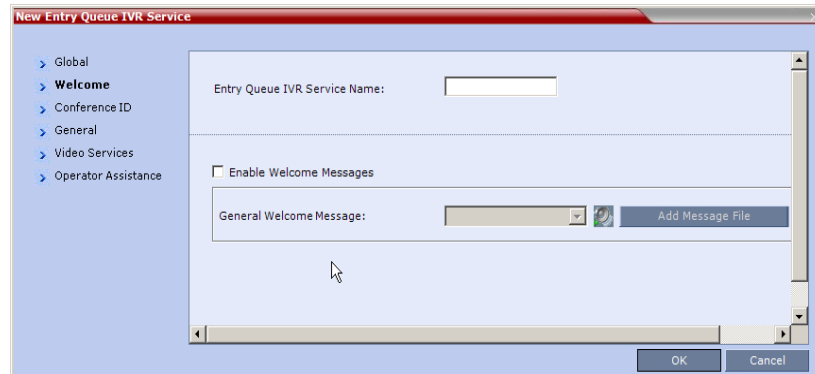 New Entry Queue IVR Service
Global
Welcome
Conference ID
General
Video Services
Operator Assistance
Entry Queue IVR Service Name:
Enable Welcome Messages
General Welcome Message:
Add Message File
OK
Cancel